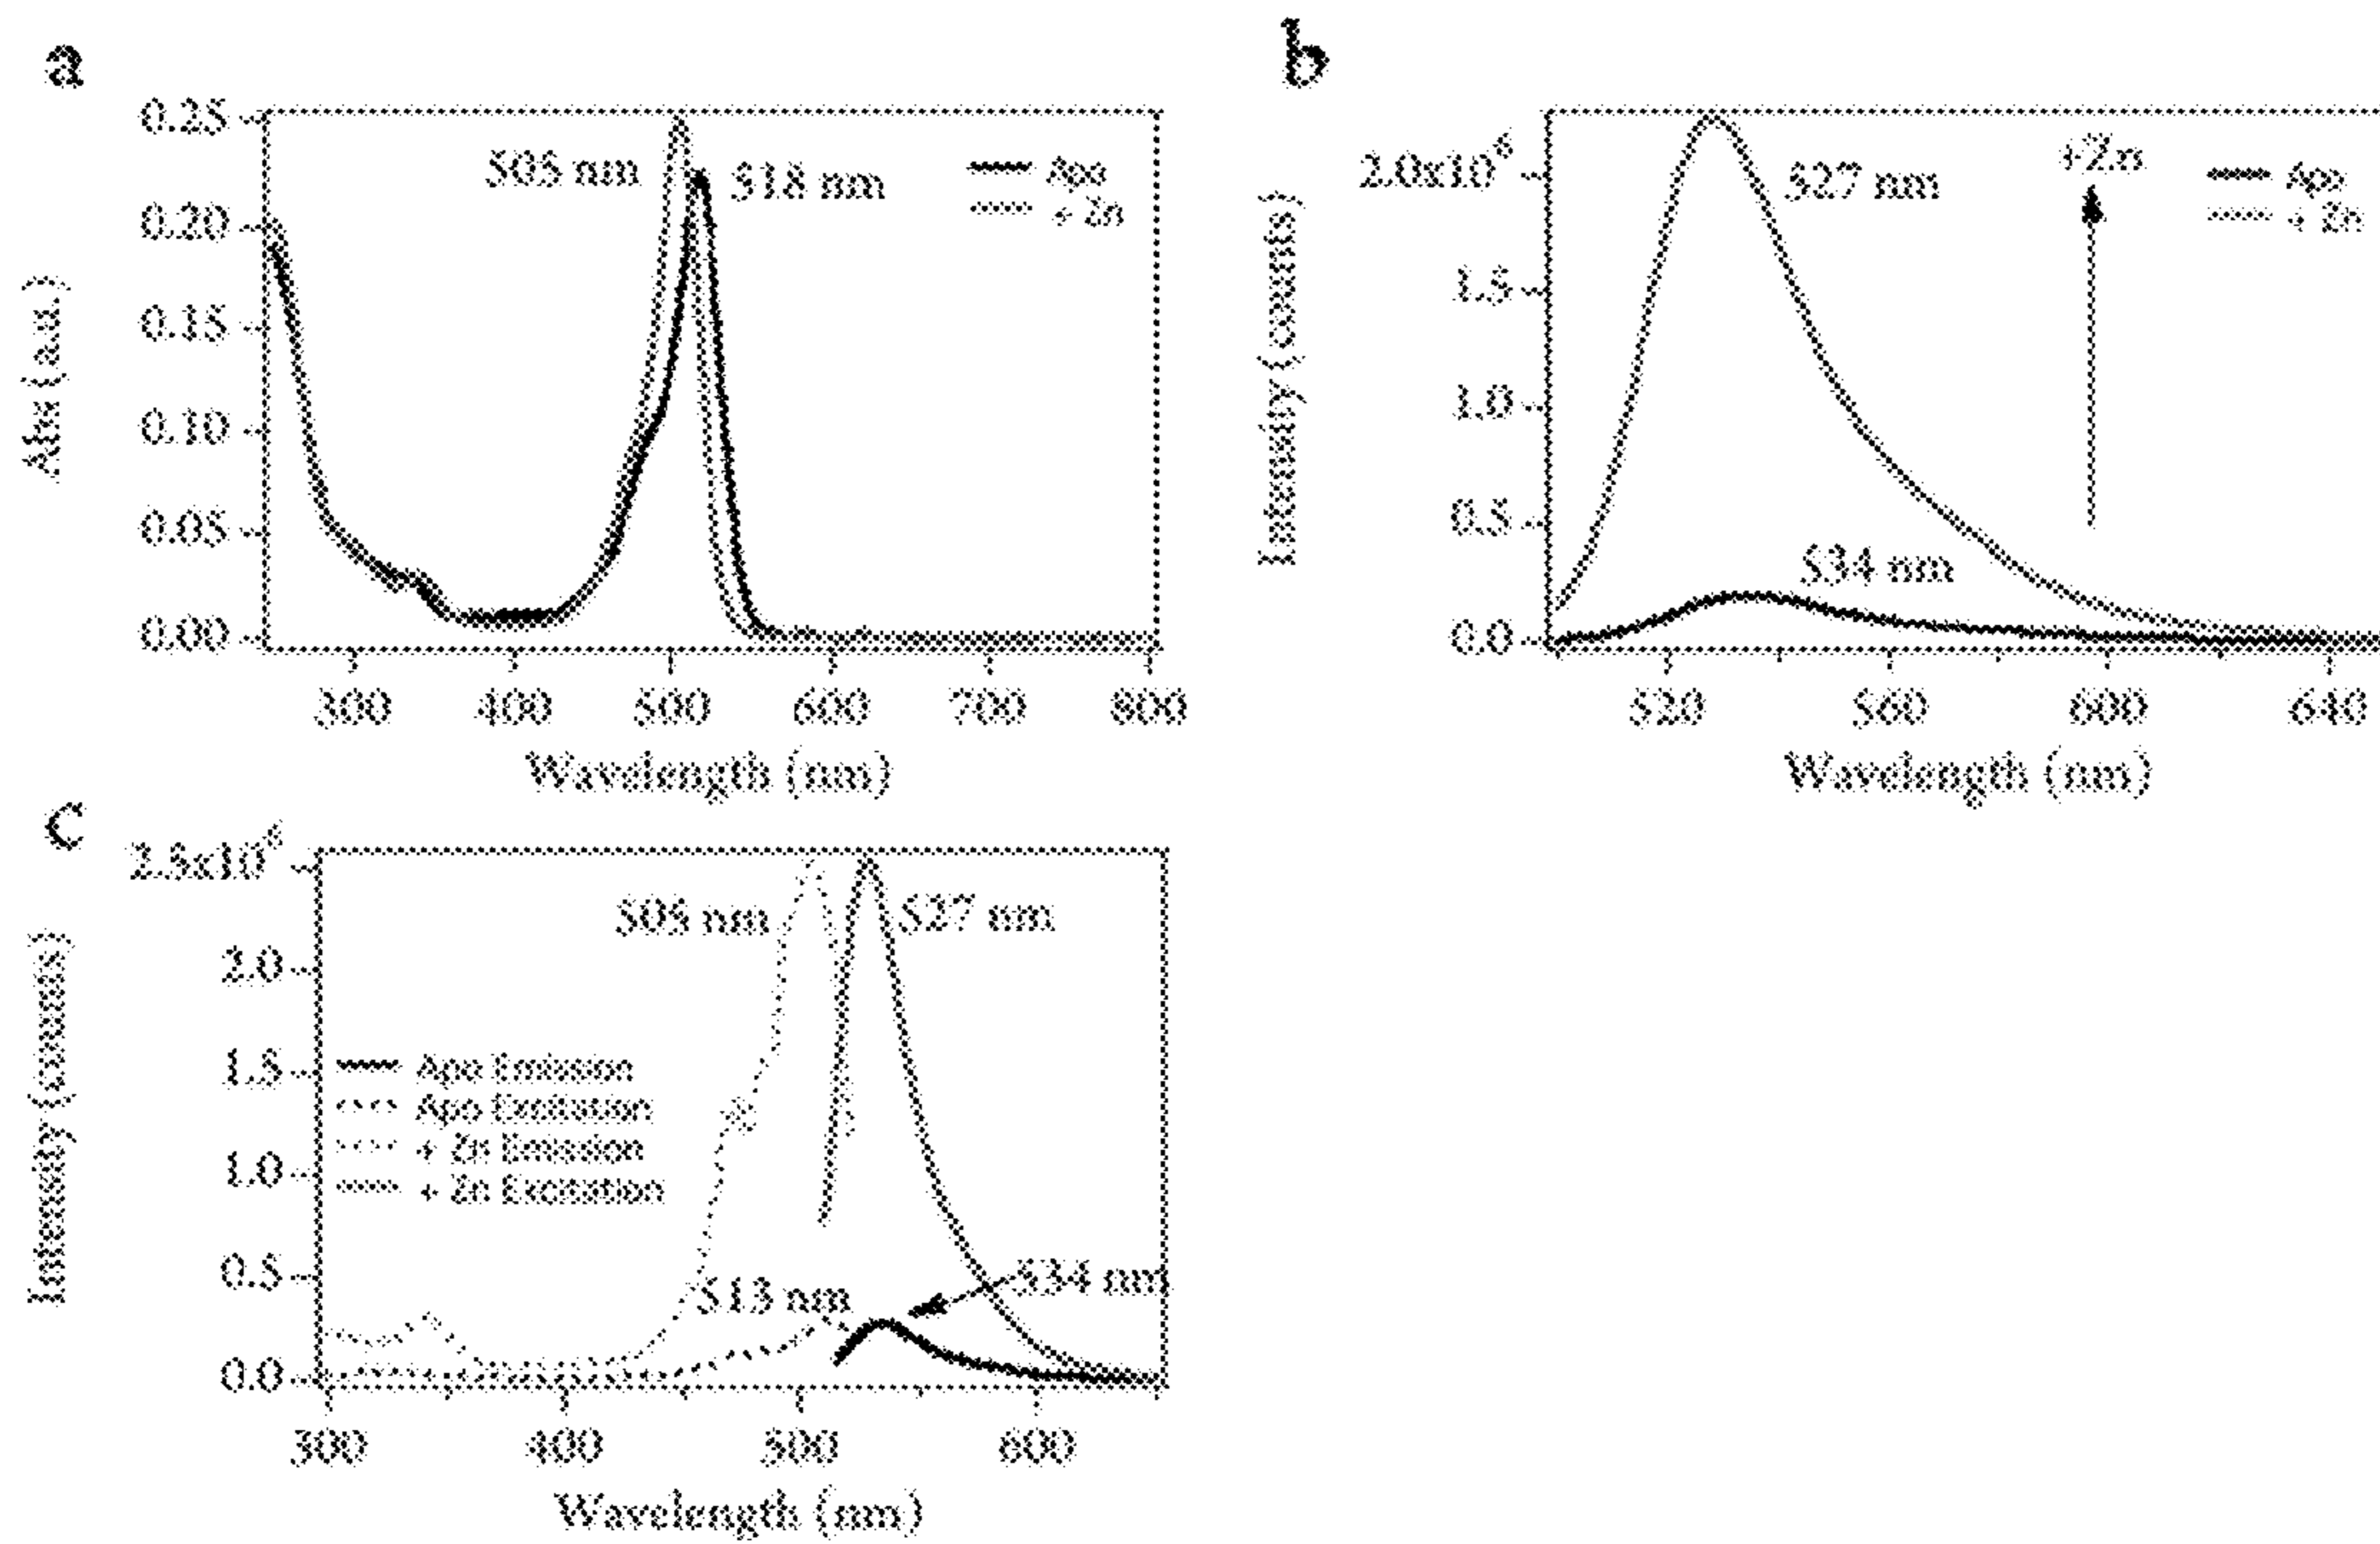 a
0.25
0.20
0.15
0.10
0.05
0.00
Abs (a.u.)
505 nm
518 nm
Apo
+ Zn
300 400 500 600 700 800
Wavelength (nm)
b
2.0x10⁶
1.5
1.0
0.5
0.0
Intensity (counts)
527 nm
534 nm
+Zn
Apo
+ Zn
520 560 600 640
Wavelength (nm)
c
2.5x10⁶
2.0
1.5
1.0
0.5
0.0
Intensity (counts)
505 nm
527 nm
Apo Emission
Apo Excitation
+ Zn Emission
+ Zn Excitation
513 nm
534 nm
300 400 500 600
Wavelength (nm)